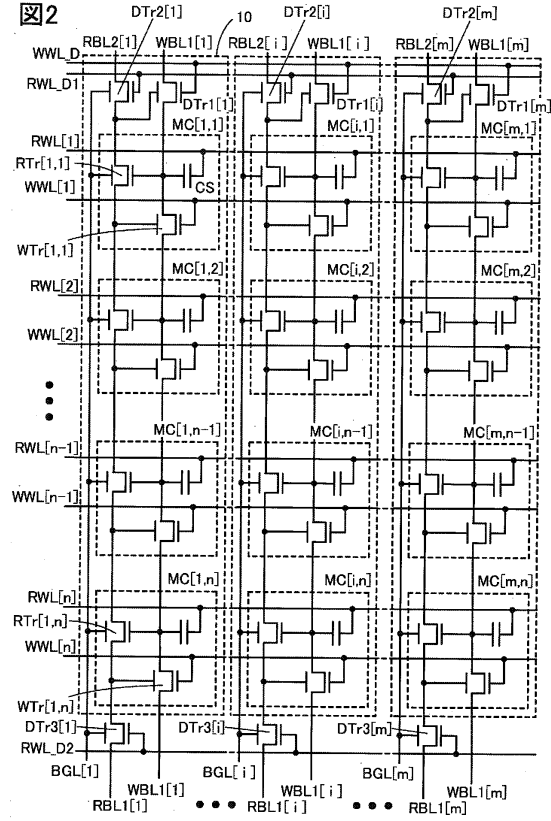 図2
DTr2[1] 10 DTr2[i] DTr2[m]
RBL2[1] WBL1[1] RBL2[i] WBL1[i] RBL2[m] WBL1[m]
WWL_D
RWL_D1
DTr1[1] DTr1[i] DTr1[m]
MC[1,1] MC[i,1] MC[m,1]
RWL[1]
RTr[1,1]
CS
WWL[1]
WTr[1,1]
MC[1,2] MC[i,2] MC[m,2]
RWL[2]
WWL[2]
MC[1,n-1] MC[i,n-1] MC[m,n-1]
RWL[n-1]
WWL[n-1]
MC[1,n] MC[i,n] MC[m,n]
RWL[n]
RTr[1,n]
WWL[n]
WTr[1,n]
DTr3[1] DTr3[i] DTr3[m]
RWL_D2
BGL[1] WBL1[1] BGL[i] WBL1[i] BGL[m] WBL1[m]
RBL1[1] RBL1[i] RBL1[m]